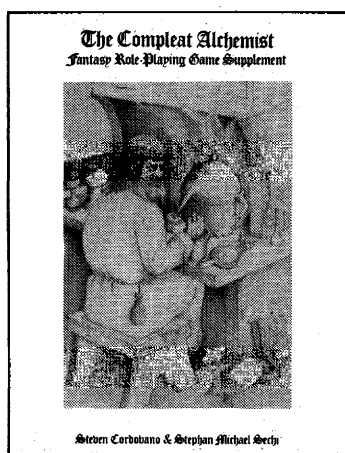 The Compleat Alchemist
Fantasy Role-Playing Game Supplement
Steven Cordovano & Stephan Michael Sechi